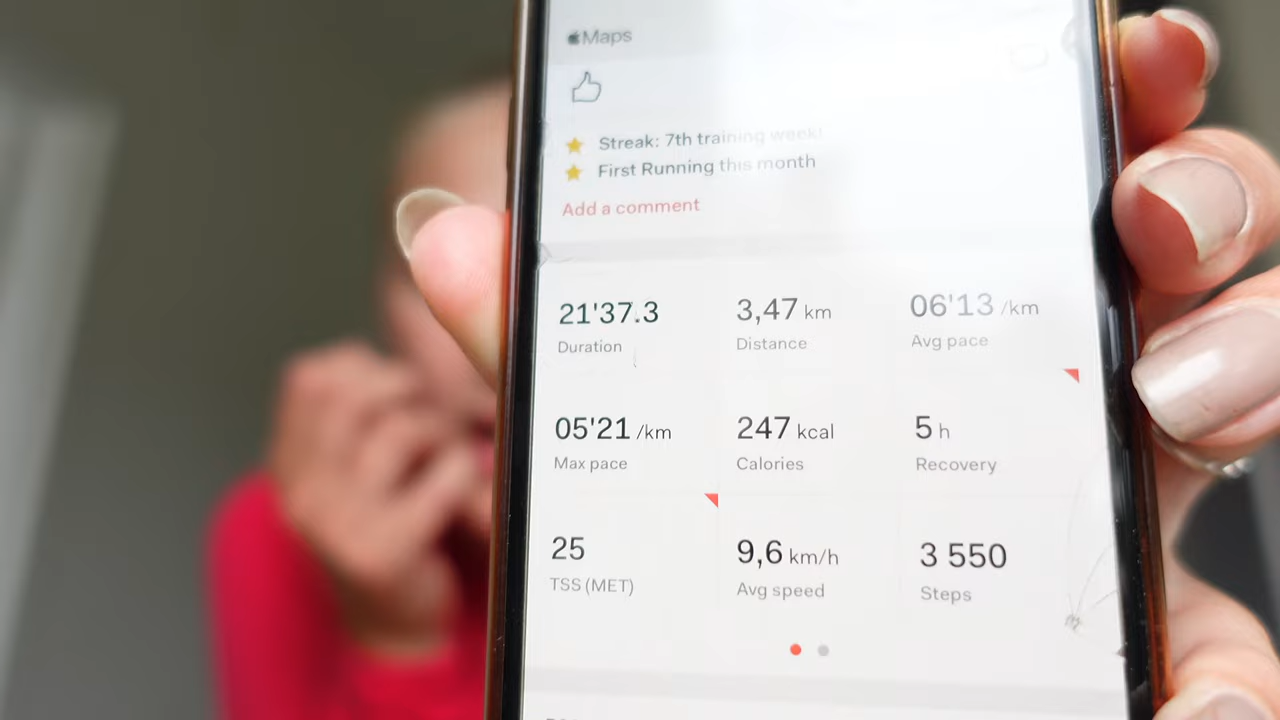 Maps
Streak: 7th training week!
First Running this month
Add a comment
21'37.3 3,47 km 06'13 /km
Duration Distance Avg pace
05'21 /km 247 kcal 5 h
Max pace Calories Recovery
25 9,6 km/h 3 550
TSS (MET) Avg speed Steps